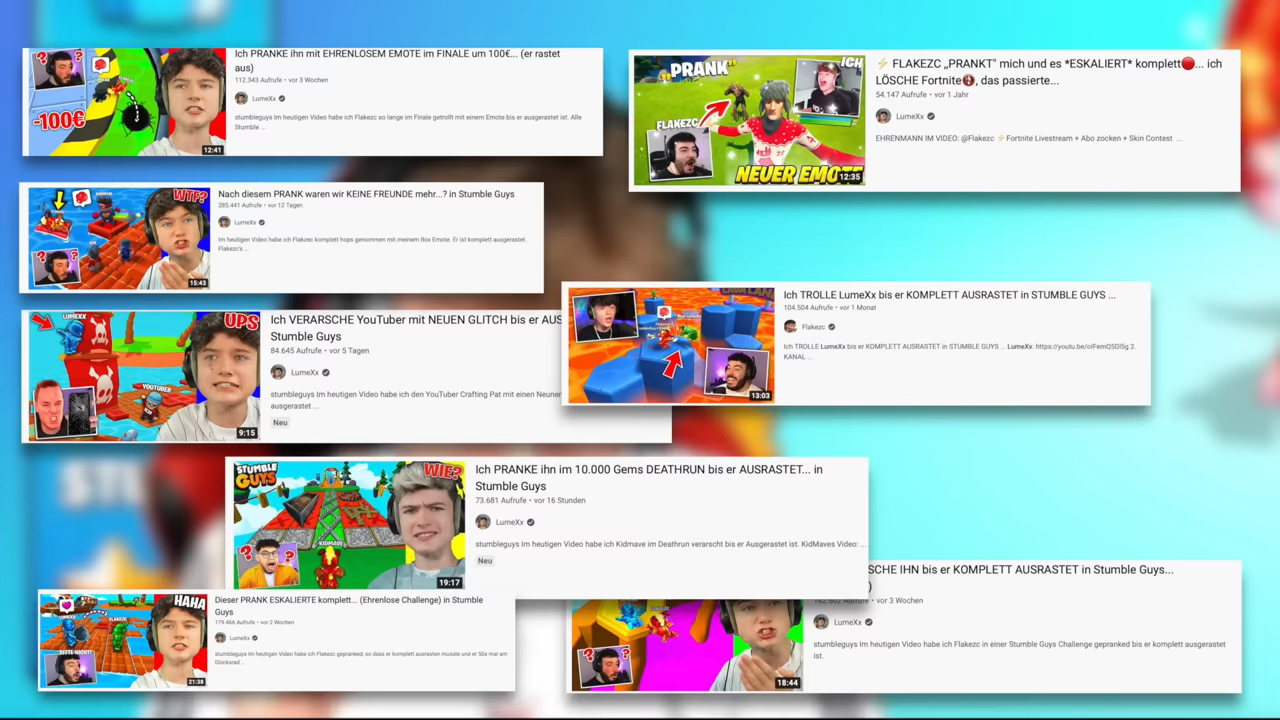 Ich PRANKE ihn mit EHRENLOSEM EMOTE im FINALE um 100€... (er rastet
aus)
112.343 Aufrufe • vor 3 Wochen
LumeXx
stumbleguys Im heutigen Video habe ich Flakezc so lange im Finale getrollt mit einem Emote bis er ausgerastet ist. Alle
Stumble ...
-100€
12:41
⚡ FLAKEZC „PRANKT" mich und es *ESKALIERT* komplett🔴... ich
LÖSCHE Fortnite, das passierte...
54.147 Aufrufe • vor 1 Jahr
LumeXx
EHRENMANN IM VIDEO: @Flakezc ⚡Fortnite Livestream + Abo zocken + Skin Contest ...
„PRANK"
ICH
FLAKEZC
NEUER EMOTE
12:35
Nach diesem PRANK waren wir KEINE FREUNDE mehr...? in Stumble Guys
285.441 Aufrufe • vor 12 Tagen
LumeXx
Im heutigen Video habe ich Flakzec komplett hops genommen mit meinem Box Emote. Er ist komplett ausgerastet.
Flakezc's ...
WTF?
15:43
Ich TROLLE LumeXx bis er KOMPLETT AUSRASTET in STUMBLE GUYS ...
104.504 Aufrufe • vor 1 Monat
Flakezc
Ich TROLLE LumeXx bis er KOMPLETT AUSRASTET in STUMBLE GUYS ... LumeXx: https://youtu.be/oIFemQ5DI5g 2.
KANAL ...
13:03
Ich VERARSCHE YouTuber mit NEUEN GLITCH bis er AUS
Stumble Guys
84.645 Aufrufe • vor 5 Tagen
LumeXx
stumbleguys Im heutigen Video habe ich den YouTuber Crafting Pat mit einen Neuen
ausgerastet ...
Neu
LUMEXX
UPS
YOUTUBER
9:15
Ich PRANKE ihn im 10.000 Gems DEATHRUN bis er AUSRASTET... in
Stumble Guys
73.681 Aufrufe • vor 16 Stunden
LumeXx
stumbleguys Im heutigen Video habe ich Kidmave im Deathrun verarscht bis er Ausgerastet ist. KidMaves Video: ...
Neu
STUMBLE
GUYS
WIE?
KIDMAVE
19:17
SCHE IHN bis er KOMPLETT AUSRASTET in Stumble Guys...
)
Aufrufe • vor 3 Wochen
LumeXx
stumbleguys Im heutigen Video habe ich Flakezc in einer Stumble Guys Challenge gepranked bis er komplett ausgerastet
ist.
18:44
Dieser PRANK ESKALIERTE komplett... (Ehrenlose Challenge) in Stumble
Guys
179.466 Aufrufe • vor 2 Wochen
LumeXx
stumbleguys Im heutigen Video habe ich Flakezc gepranked, so dass er komplett ausrasten musste und er 50x mal am
Glücksrad...
HAHA
LUMEXX
FLAKEZC
21:38